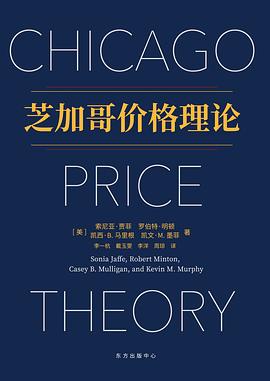 CHICAGO
芝加哥价格理论
PRICE
[美] 索尼亚·贾菲 罗伯特·明顿
凯西·B. 马里根 凯文·M. 墨菲 著
李一杭 戴玉雯 李洋 周琼 译
Sonia Jaffe, Robert Minton,
Casey B. Mulligan, and Kevin M. Murphy
THEORY
东方出版中心